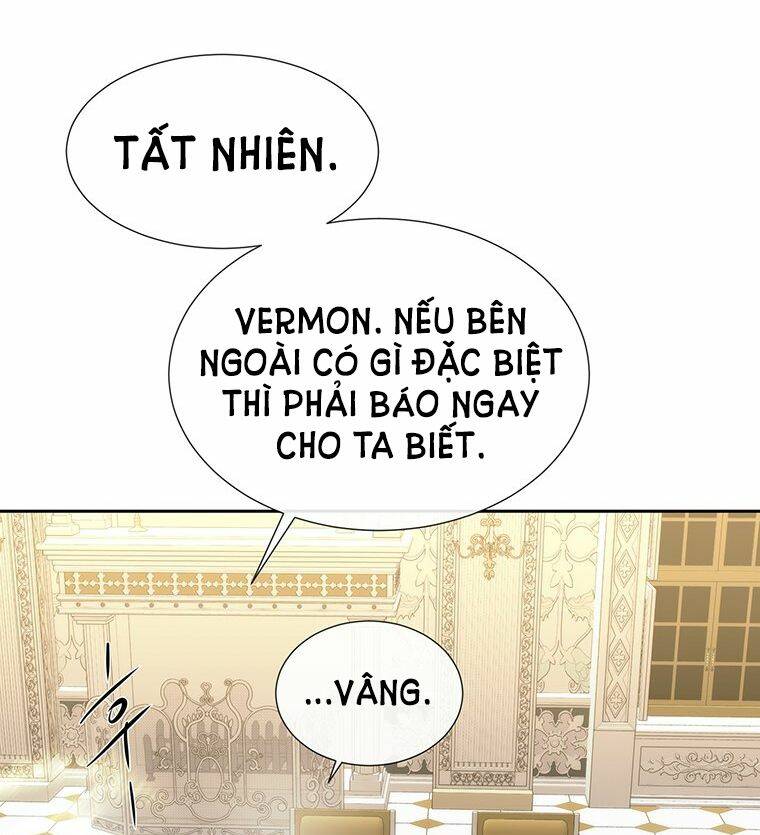 TẤT NHIÊN.
VERMON. NẾU BÊN
NGOÀI CÓ GÌ ĐẶC BIỆT
THÌ PHẢI BÁO NGAY
CHO TA BIẾT.
...VÂNG.